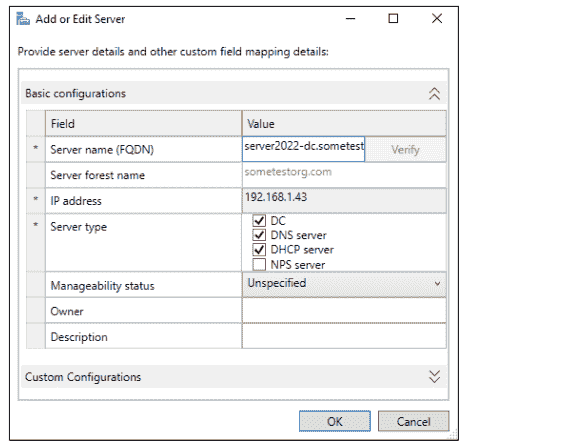 Add or Edit Server
Provide server details and other custom field mapping details:
Basic configurations
Field Value
* Server name (FQDN) server2022-dc.sometest Verify
Server forest name sometestorg.com
* IP address 192.168.1.43
* Server type DC
DNS server
DHCP server
NPS server
Manageability status Unspecified
Owner
Description
Custom Configurations
OK Cancel